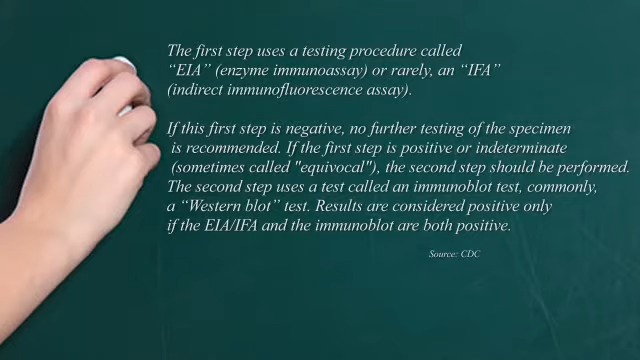 The first step uses a testing procedure called
“EIA” (enzyme immunoassay) or rarely, an “IFA”
(indirect immunofluorescence assay).
If this first step is negative, no further testing of the specimen
is recommended. If the first step is positive or indeterminate
(sometimes called "equivocal"), the second step should be performed.
The second step uses a test called an immunoblot test, commonly,
a “Western blot” test. Results are considered positive only
if the EIA/IFA and the immunoblot are both positive.
Source: CDC